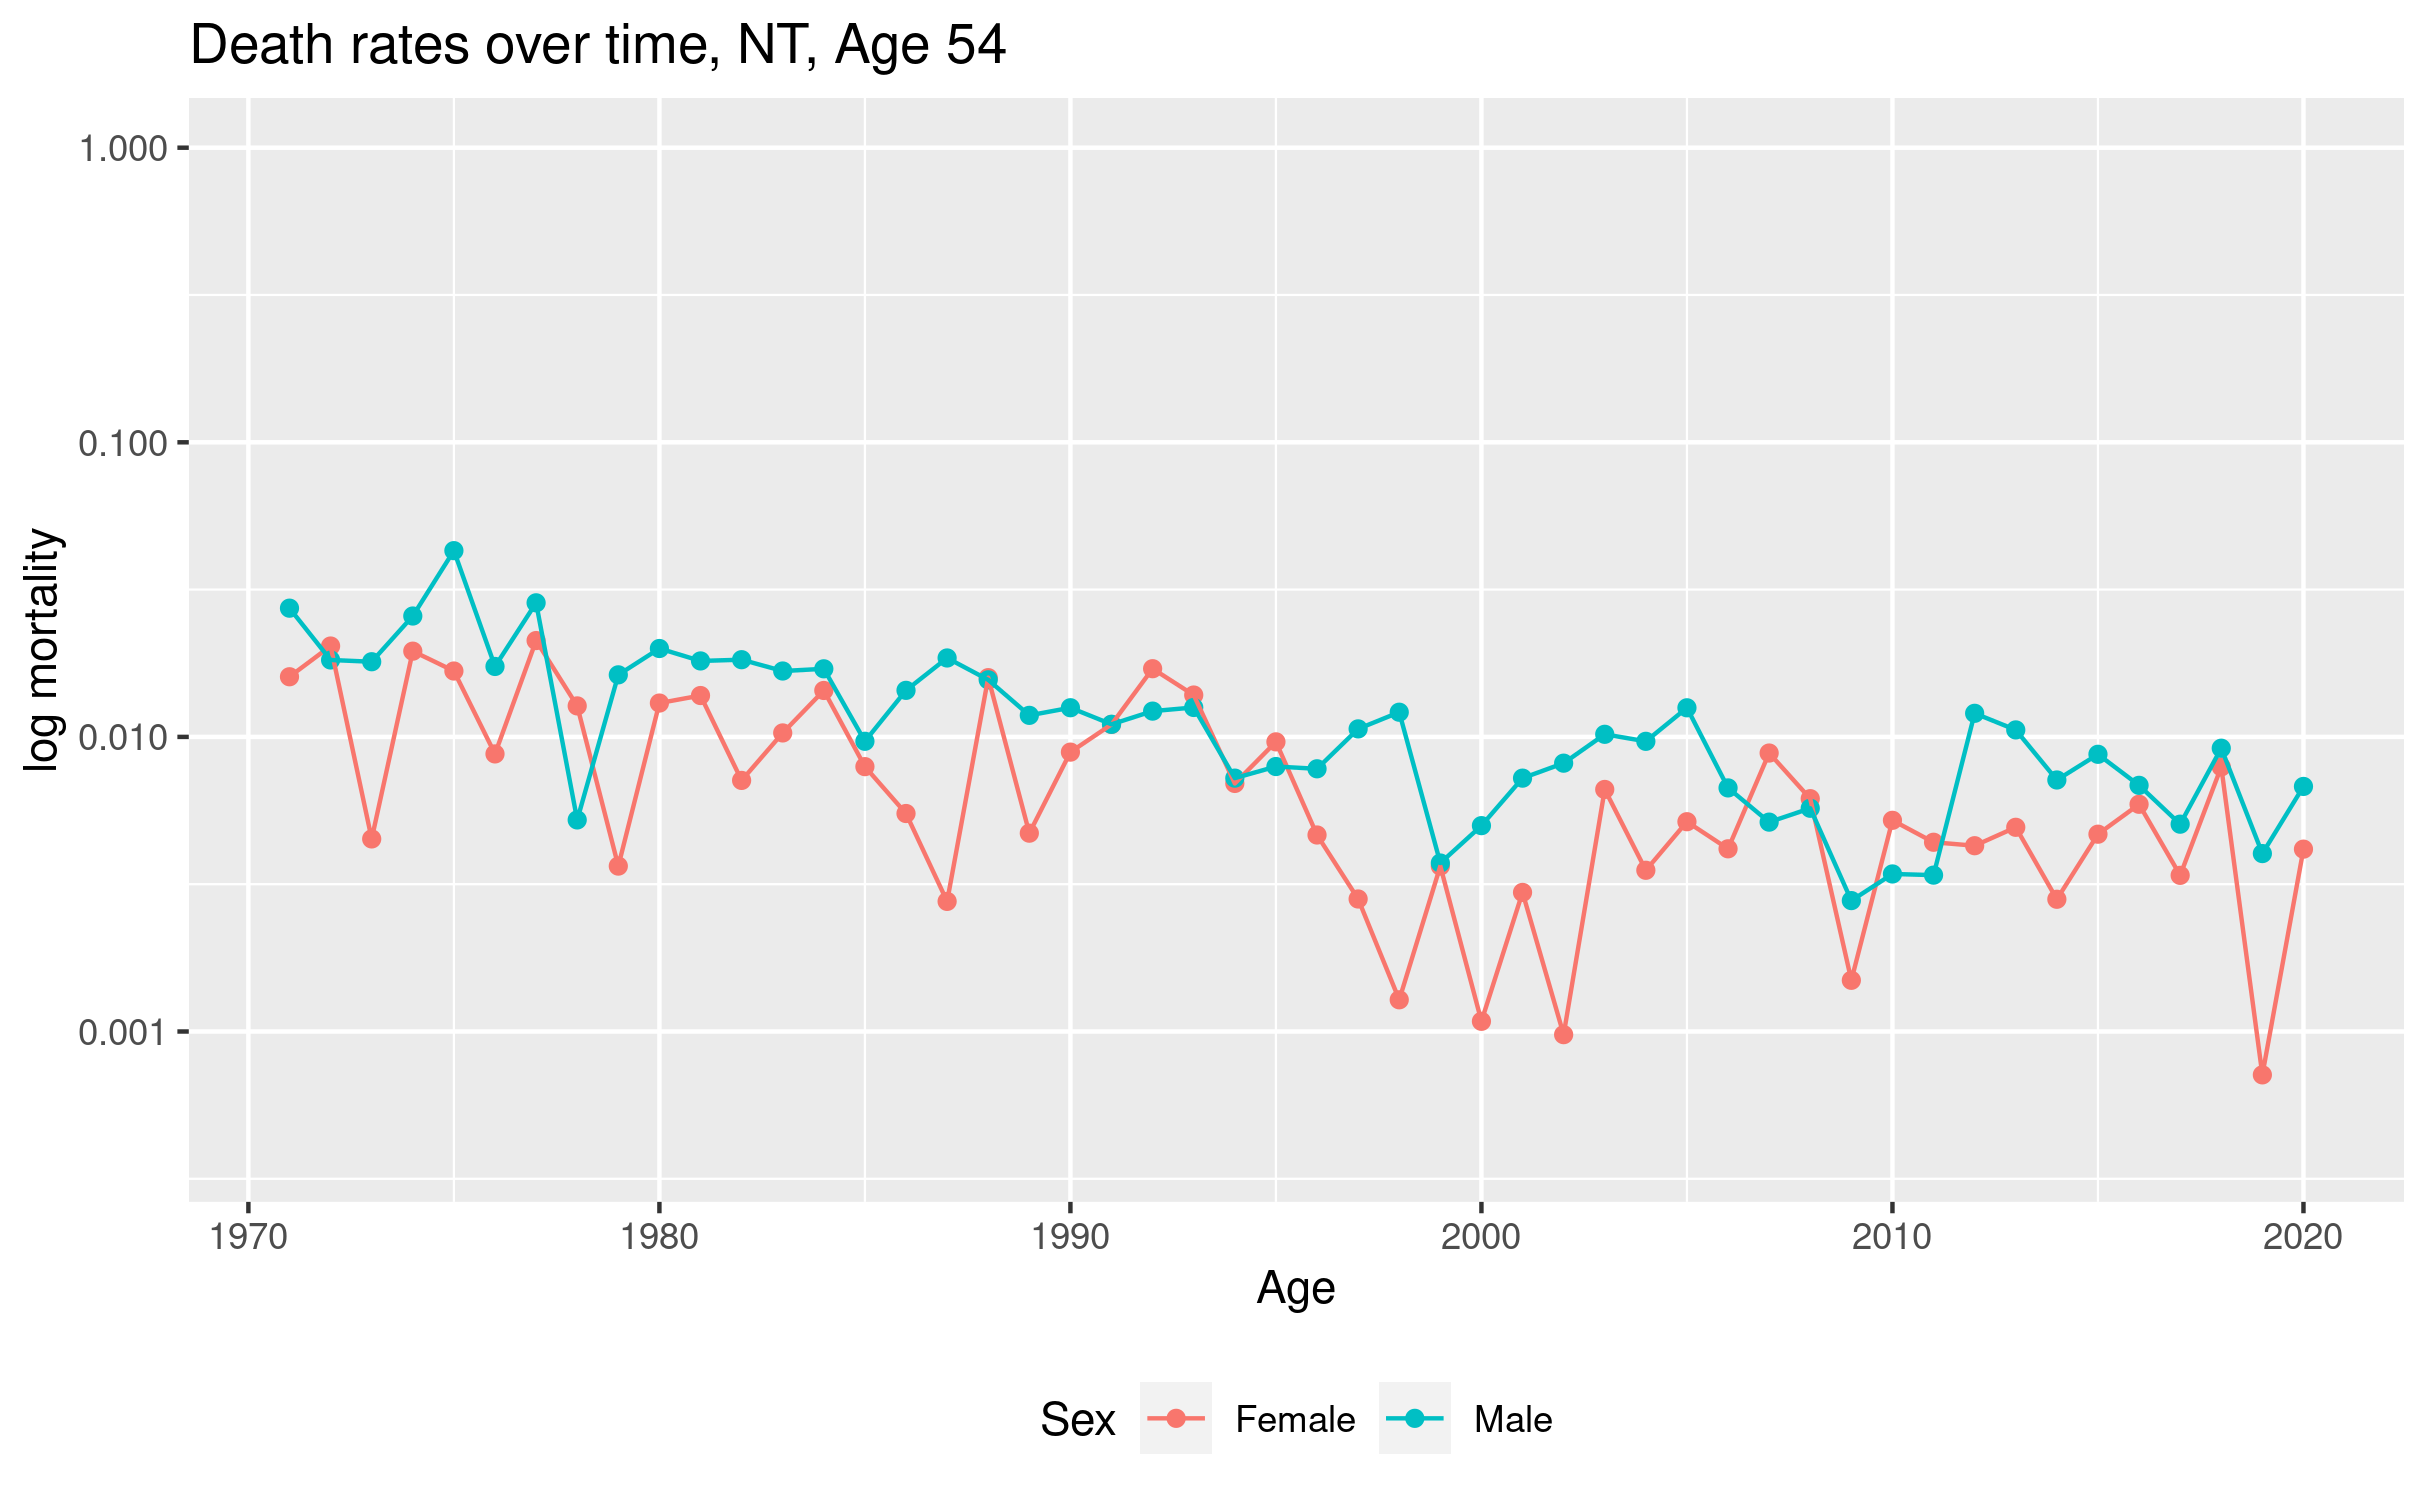 Death rates over time, NT, Age 54
log mortality
1.000
0.100
0.010
0.001
1970 1980 1990 2000 2010 2020
Age
Sex Female Male